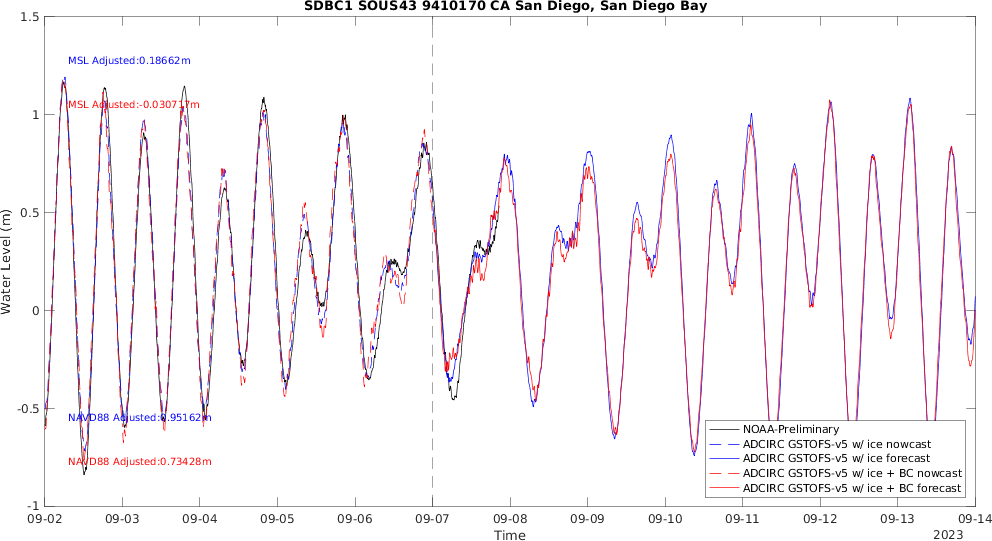 SDBC1 SOUS43 9410170 CA San Diego, San Diego Bay
1.5
MSL Adjusted:0.18662m
MSL Adjusted:-0.030717m
1
0.5
Water Level (m)
0
-0.5
NAVD88 Adjusted:0.95162m
NAVD88 Adjusted:0.73428m
-1
NOAA-Preliminary
ADCIRC GSTOFS-v5 w/ ice nowcast
ADCIRC GSTOFS-v5 w/ ice forecast
ADCIRC GSTOFS-v5 w/ ice + BC nowcast
ADCIRC GSTOFS-v5 w/ ice + BC forecast
09-02 09-03 09-04 09-05 09-06 09-07 09-08 09-09 09-10 09-11 09-12 09-13 09-14
Time
2023